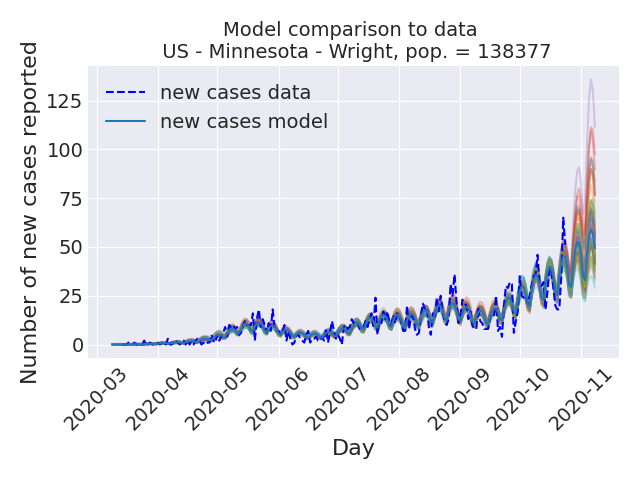 Model comparison to data
US - Minnesota - Wright, pop. = 138377
Number of new cases reported
125
100
75
50
25
0
new cases data
new cases model
2020-03
2020-04
2020-05
2020-06
2020-07
2020-08
2020-09
2020-10
2020-11
Day